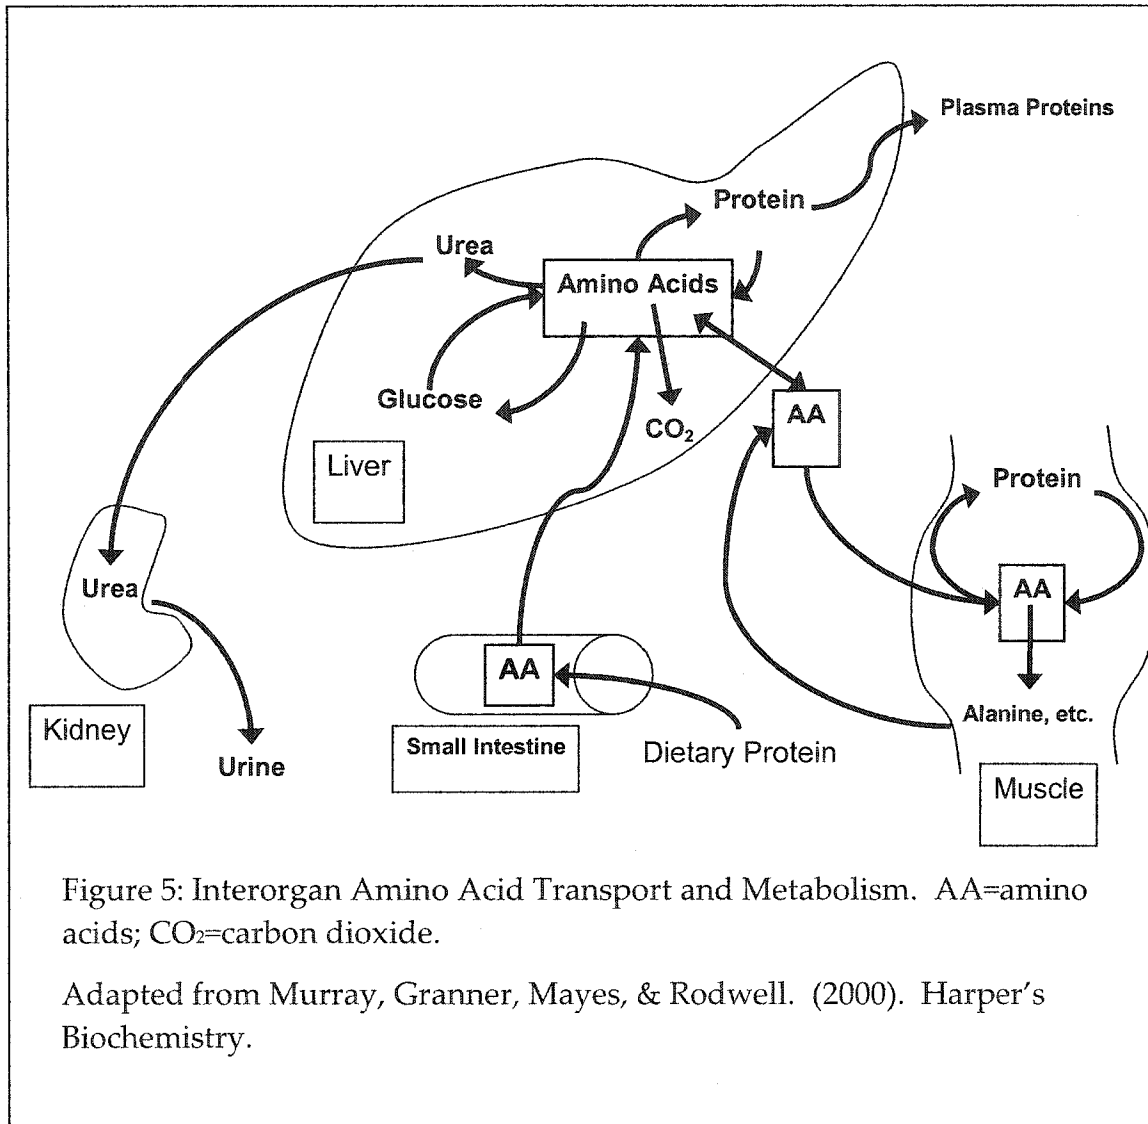 Plasma Proteins
Protein
Urea
Amino Acids
Glucose
CO₂
AA
Liver
Protein
AA
Urea
AA
Alanine, etc.
Kidney
Small Intestine
Dietary Protein
Urine
Muscle
Figure 5: Interorgan Amino Acid Transport and Metabolism. AA=amino
acids; CO₂=carbon dioxide.
Adapted from Murray, Granner, Mayes, & Rodwell. (2000). Harper's
Biochemistry.